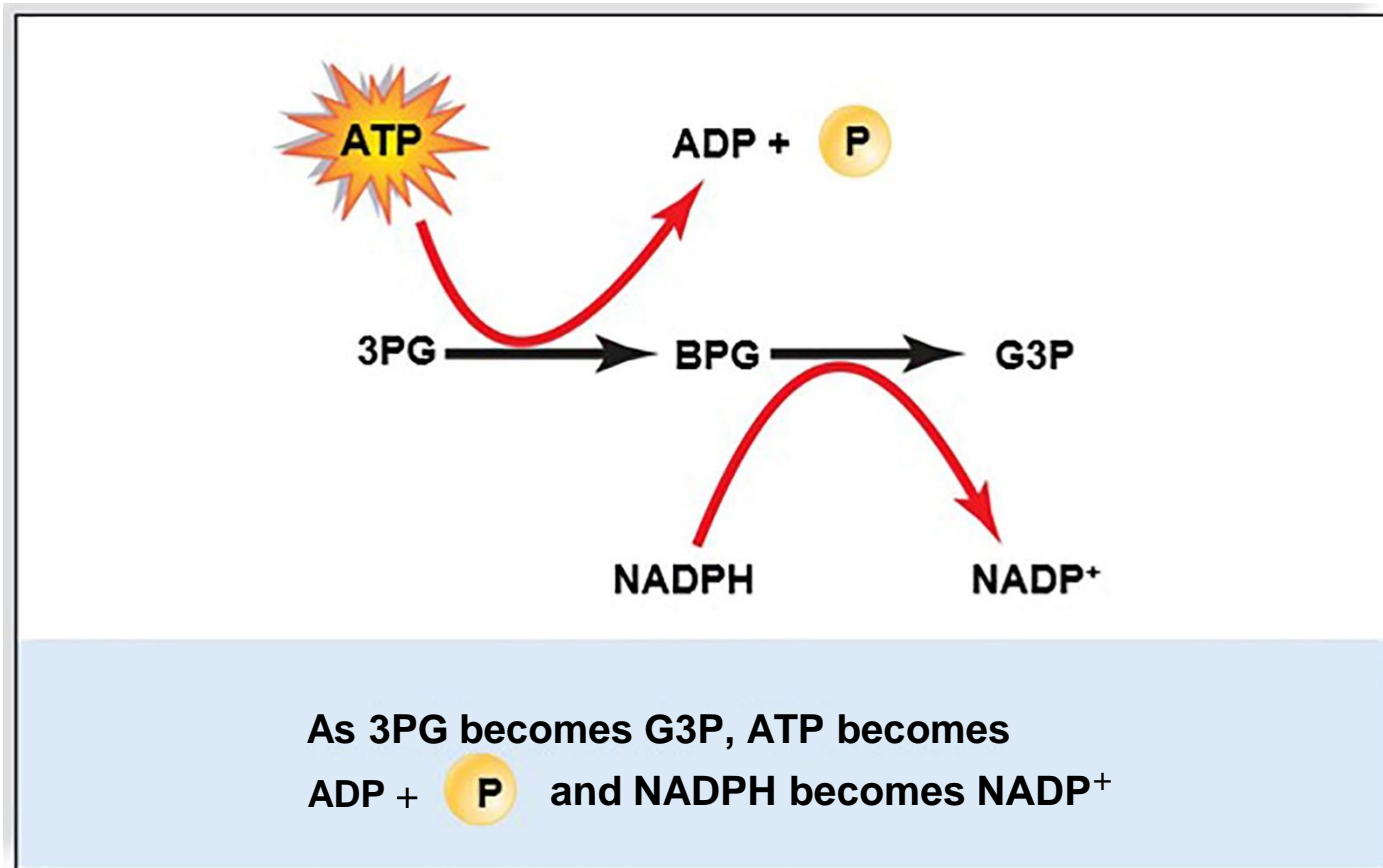 ATP
ADP + P
3PG BPG G3P
NADPH NADP⁺
As 3PG becomes G3P, ATP becomes
ADP + P and NADPH becomes NADP⁺